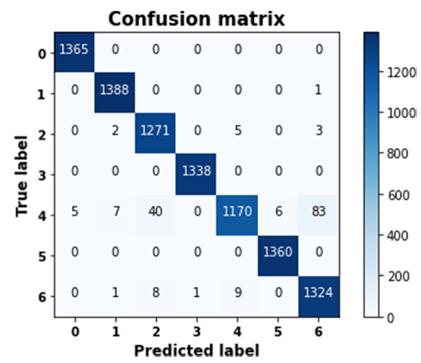 Confusion matrix
0 1365 0 0 0 0 0 0
1 0 1388 0 0 0 0 1
2 0 2 1271 0 5 0 3
3 0 0 0 1338 0 0 0
4 5 7 40 0 1170 6 83
5 0 0 0 0 0 1360 0
6 0 1 8 1 9 0 1324
0 1 2 3 4 5 6
True label
Predicted label
1200
1000
800
600
400
200
0